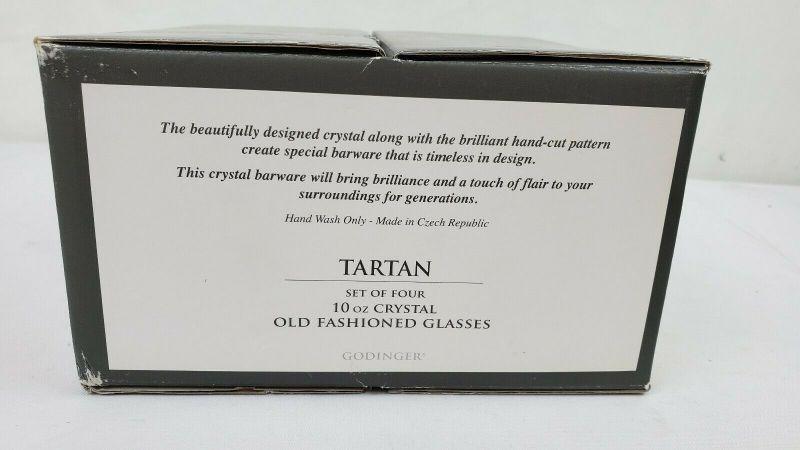 The beautifully designed crystal along with the brilliant hand-cut pattern
create special barware that is timeless in design.
This crystal barware will bring brilliance and a touch of flair to your
surroundings for generations.
Hand Wash Only - Made in Czech Republic
TARTAN
SET OF FOUR
10 OZ CRYSTAL
OLD FASHIONED GLASSES
GODINGER®